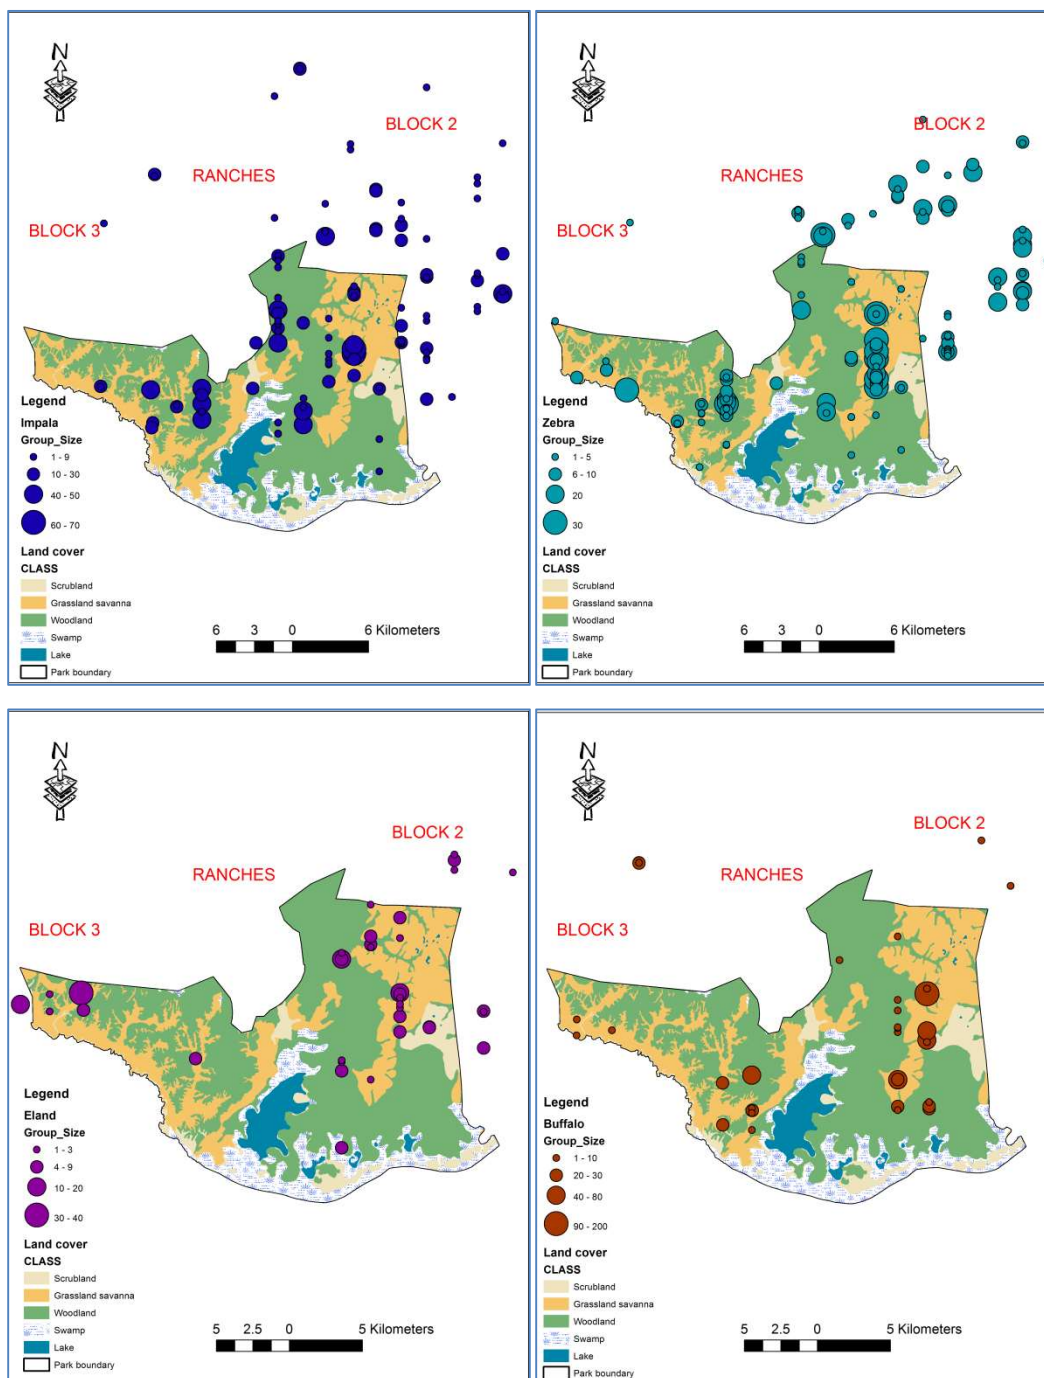 N
BLOCK 2
RANCHES
BLOCK 3
Legend
Impala
Group_Size
1 - 9
10 - 30
40 - 50
60 - 70
Land cover
CLASS
Scrubland
Grassland savanna
Woodland
Swamp
Lake
Park boundary
6 3 0 6 Kilometers
N
BLOCK 2
RANCHES
BLOCK 3
Legend
Zebra
Group_Size
1 - 5
6 - 10
20
30
Land cover
CLASS
Scrubland
Grassland savanna
Woodland
Swamp
Lake
Park boundary
6 3 0 6 Kilometers
N
BLOCK 2
RANCHES
BLOCK 3
Legend
Eland
Group_Size
1 - 3
4 - 9
10 - 20
30 - 40
Land cover
CLASS
Scrubland
Grassland savanna
Woodland
Swamp
Lake
Park boundary
5 2.5 0 5 Kilometers
N
BLOCK 2
RANCHES
BLOCK 3
Legend
Buffalo
Group_Size
1 - 10
20 - 30
40 - 80
90 - 200
Land cover
CLASS
Scrubland
Grassland savanna
Woodland
Swamp
Lake
Park boundary
5 2.5 0 5 Kilometers